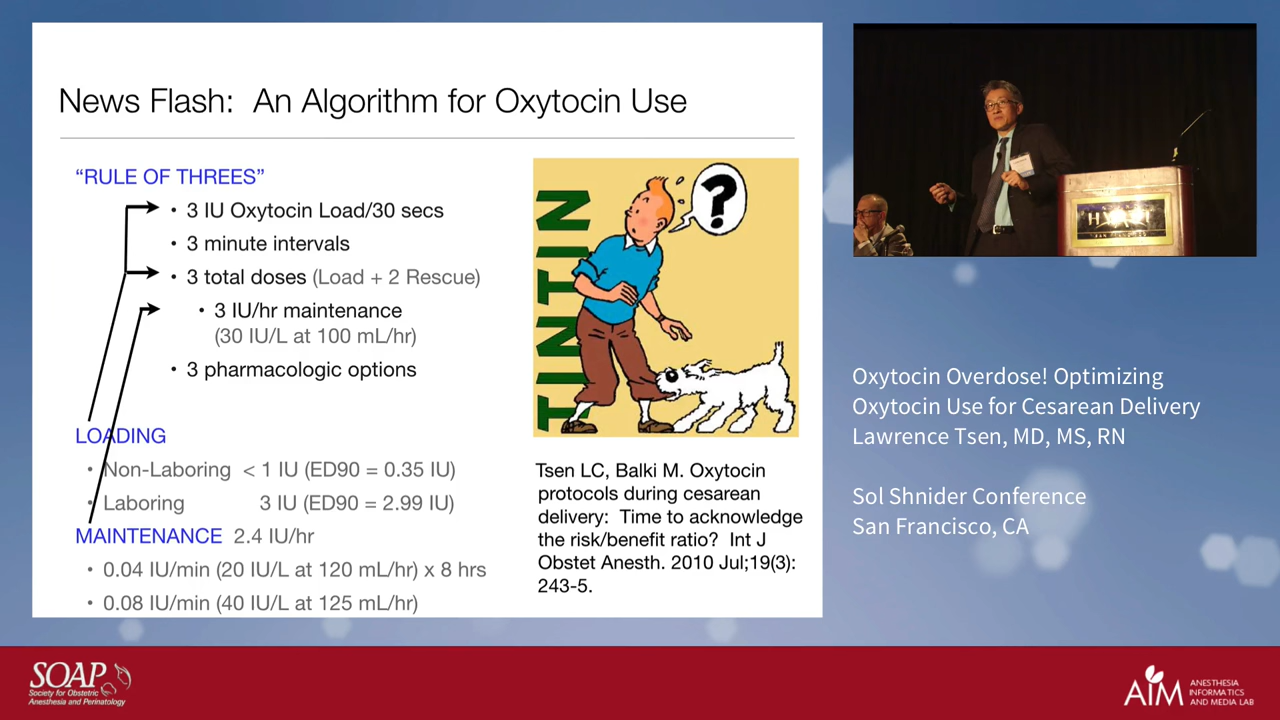 News Flash: An Algorithm for Oxytocin Use
“RULE OF THREES”
• 3 IU Oxytocin Load/30 secs
• 3 minute intervals
• 3 total doses (Load + 2 Rescue)
• 3 IU/hr maintenance
(30 IU/L at 100 mL/hr)
• 3 pharmacologic options
LOADING
• Non-Laboring < 1 IU (ED90 = 0.35 IU)
• Laboring 3 IU (ED90 = 2.99 IU)
MAINTENANCE 2.4 IU/hr
• 0.04 IU/min (20 IU/L at 120 mL/hr) x 8 hrs
• 0.08 IU/min (40 IU/L at 125 mL/hr)
TINTIN
?
Tsen LC, Balki M. Oxytocin
protocols during cesarean
delivery: Time to acknowledge
the risk/benefit ratio? Int J
Obstet Anesth. 2010 Jul;19(3):
243-5.
HYATT
SAN FRANCISCO
Oxytocin Overdose! Optimizing
Oxytocin Use for Cesarean Delivery
Lawrence Tsen, MD, MS, RN
Sol Shnider Conference
San Francisco, CA
SOAP
Society for Obstetric
Anesthesia and Perinatology
AIM
ANESTHESIA
INFORMATICS
AND MEDIA LAB